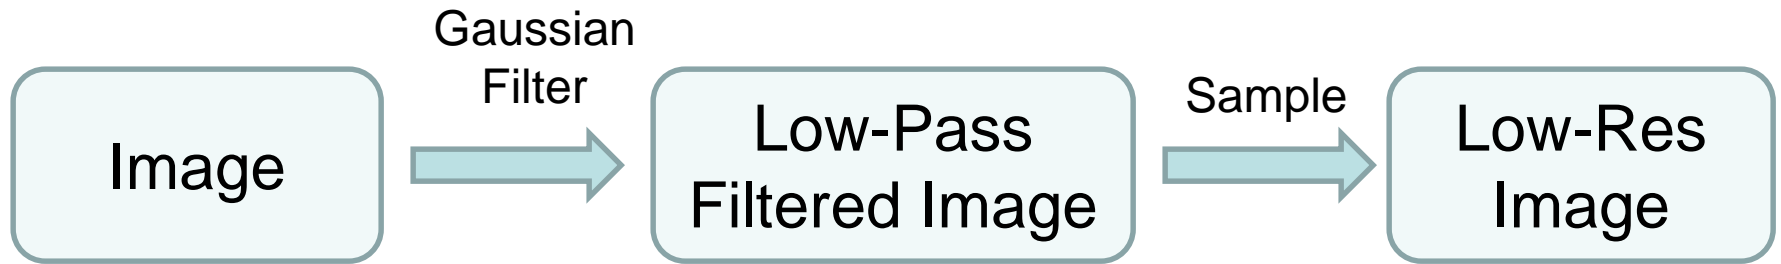 Image
Gaussian
Filter
Low-Pass
Filtered Image
Sample
Low-Res
Image